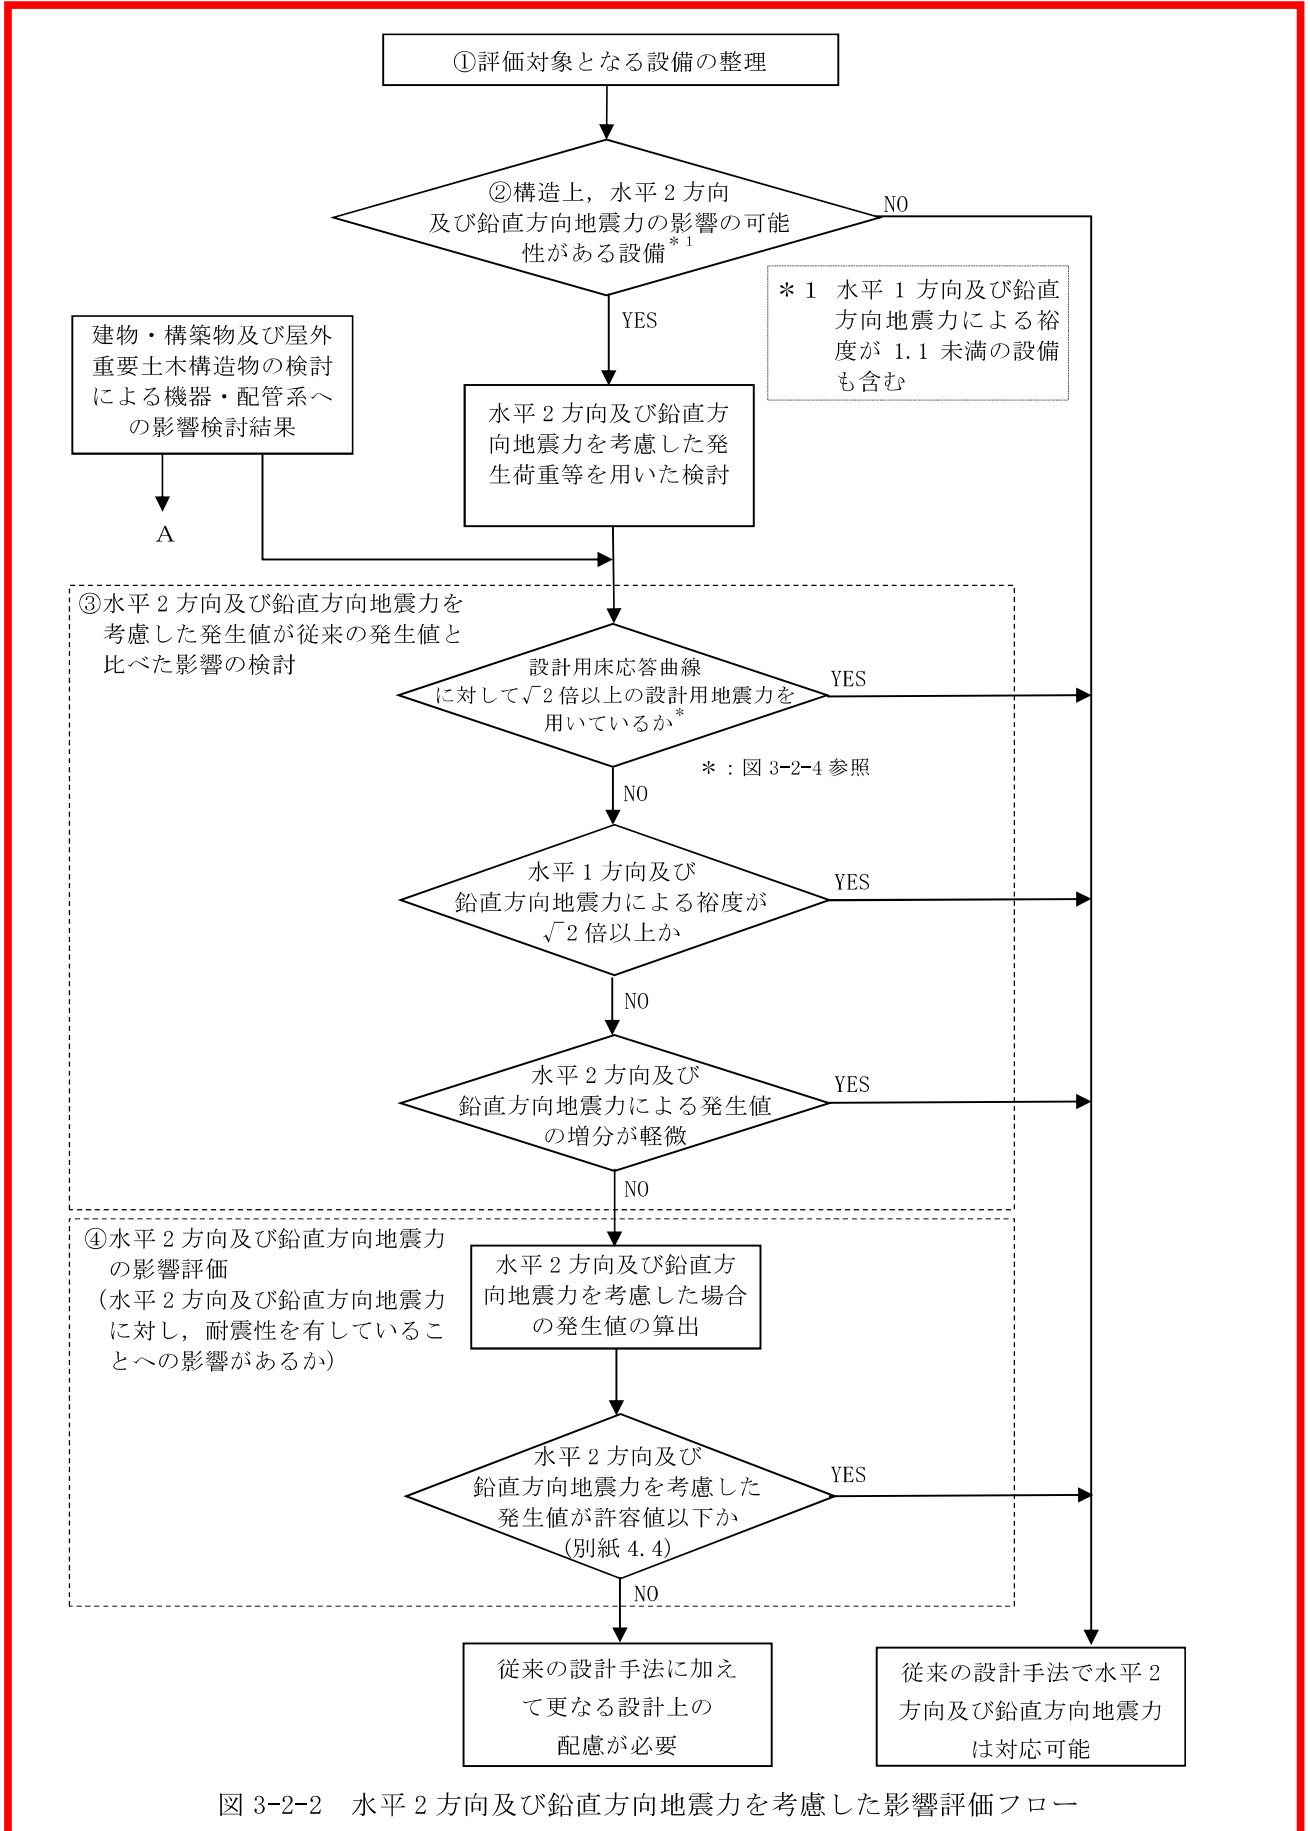 ①評価対象となる設備の整理
②構造上，水平２方向
及び鉛直方向地震力の影響の可能
性がある設備＊１
NO
YES
＊１ 水平１方向及び鉛直
方向地震力による裕
度が 1.1 未満の設備
も含む
建物・構築物及び屋外
重要土木構造物の検討
による機器・配管系へ
の影響検討結果
A
水平２方向及び鉛直方
向地震力を考慮した発
生荷重等を用いた検討
③水平２方向及び鉛直方向地震力を
考慮した発生値が従来の発生値と
比べた影響の検討
設計用床応答曲線
に対して√２倍以上の設計用地震力を
用いているか＊
YES
＊：図 3-2-4 参照
NO
水平１方向及び
鉛直方向地震力による裕度が
√２倍以上か
YES
NO
水平２方向及び
鉛直方向地震力による発生値
の増分が軽微
YES
NO
④水平２方向及び鉛直方向地震力
の影響評価
（水平２方向及び鉛直方向地震力
に対し，耐震性を有しているこ
とへの影響があるか）
水平２方向及び鉛直方
向地震力を考慮した場合
の発生値の算出
水平２方向及び
鉛直方向地震力を考慮した
発生値が許容値以下か
(別紙 4.4)
YES
NO
従来の設計手法に加え
て更なる設計上の
配慮が必要
従来の設計手法で水平２
方向及び鉛直方向地震力
は対応可能
図 3-2-2　水平２方向及び鉛直方向地震力を考慮した影響評価フロー